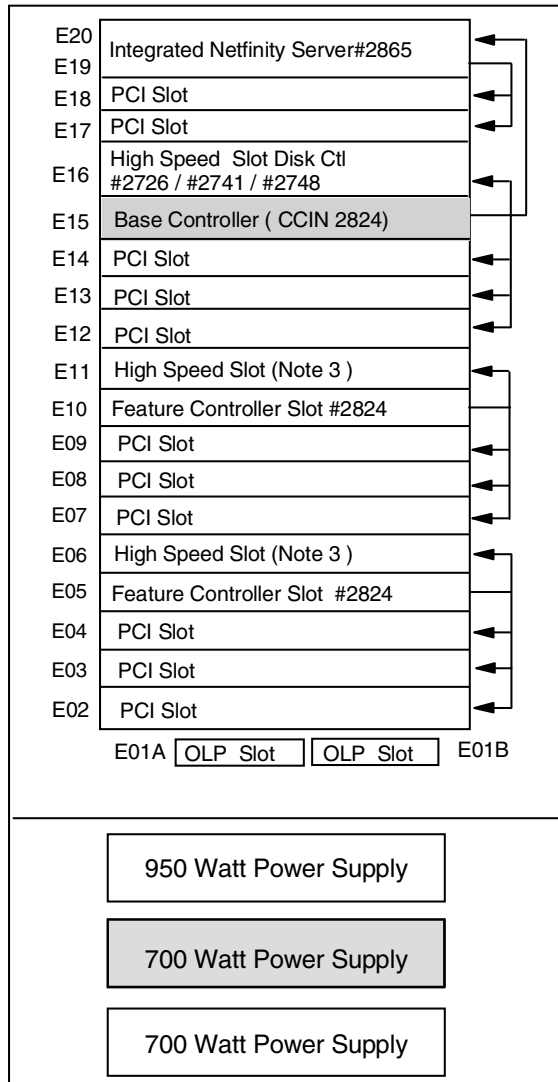 E20
Integrated Netfinity Server#2865
E19
E18 PCI Slot
E17 PCI Slot
E16 High Speed Slot Disk Ctl
#2726 / #2741 / #2748
E15 Base Controller ( CCIN 2824)
E14 PCI Slot
E13 PCI Slot
E12 PCI Slot
E11 High Speed Slot (Note 3 )
E10 Feature Controller Slot #2824
E09 PCI Slot
E08 PCI Slot
E07 PCI Slot
E06 High Speed Slot (Note 3 )
E05 Feature Controller Slot #2824
E04 PCI Slot
E03 PCI Slot
E02 PCI Slot
E01A OLP Slot OLP Slot E01B
950 Watt Power Supply
700 Watt Power Supply
700 Watt Power Supply